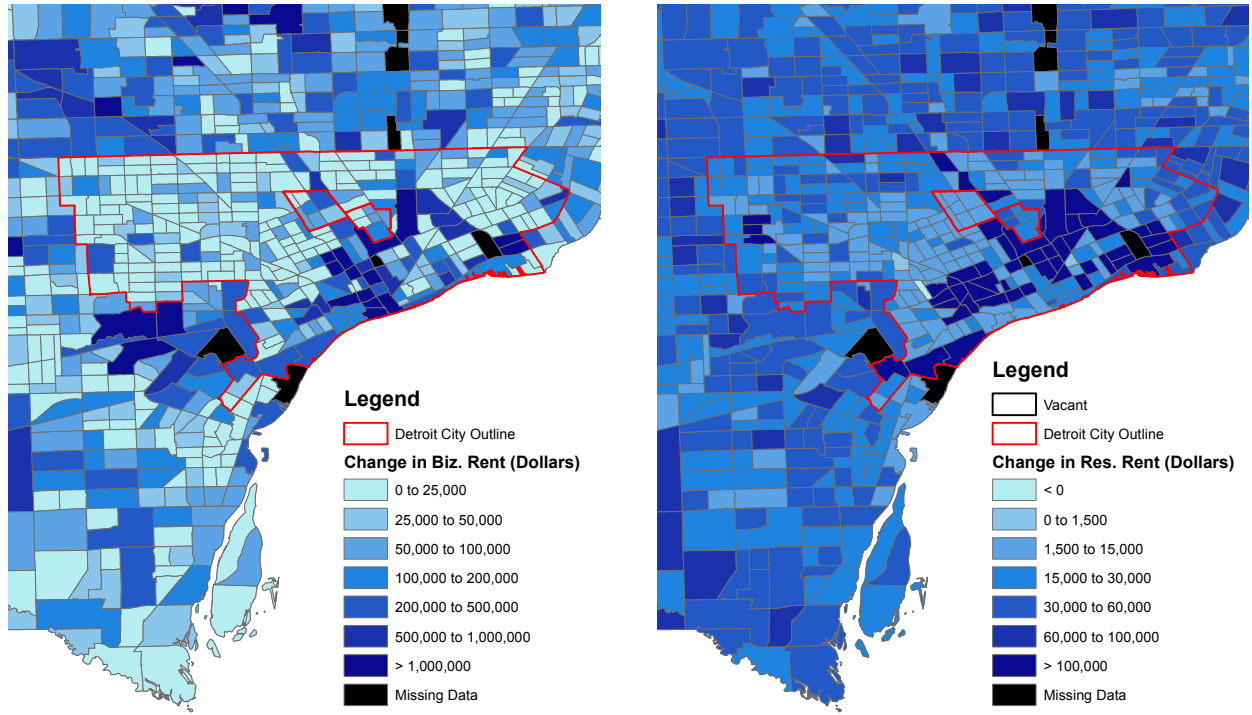 Legend
Detroit City Outline
Change in Biz. Rent (Dollars)
0 to 25,000
25,000 to 50,000
50,000 to 100,000
100,000 to 200,000
200,000 to 500,000
500,000 to 1,000,000
> 1,000,000
Missing Data
Legend
Vacant
Detroit City Outline
Change in Res. Rent (Dollars)
< 0
0 to 1,500
1,500 to 15,000
15,000 to 30,000
30,000 to 60,000
60,000 to 100,000
> 100,000
Missing Data